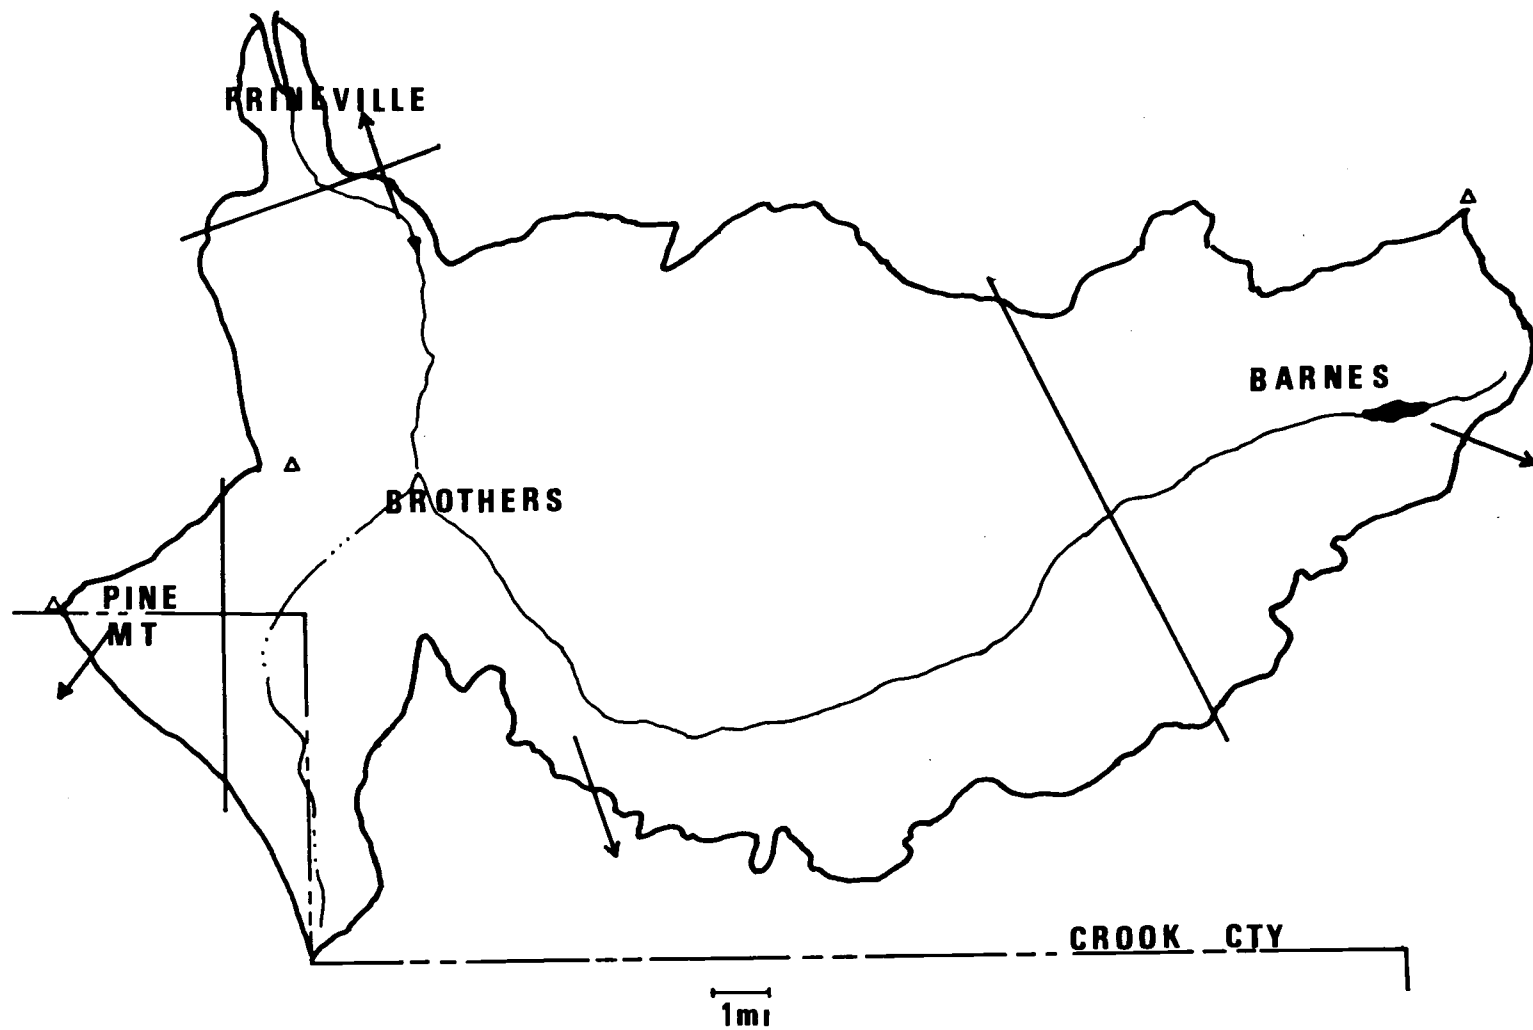 PRINEVILLE
BARNES
BROTHERS
PINE
MT
CROOK CTY
1mi